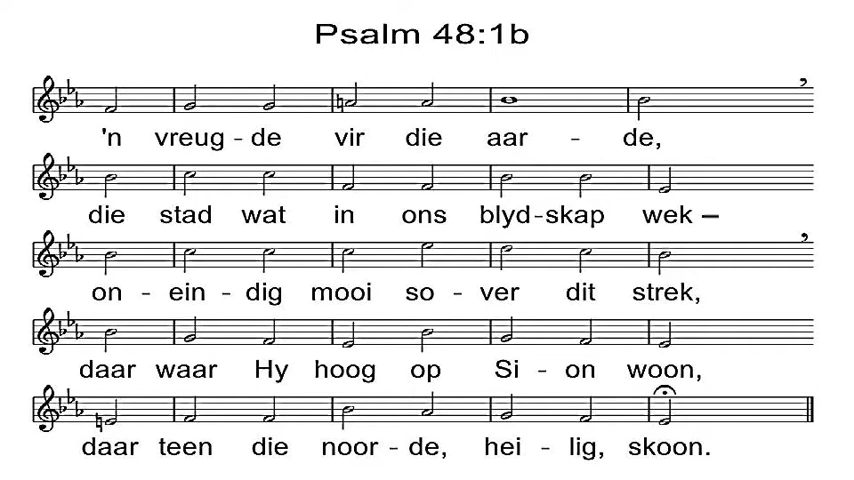 Psalm 48:1b
'n vreug - de vir die aar - de,
die stad wat in ons blyd - skap wek –
on - ein - dig mooi so - ver dit strek,
daar waar Hy hoog op Si - on woon,
daar teen die noor - de, hei - lig, skoon.